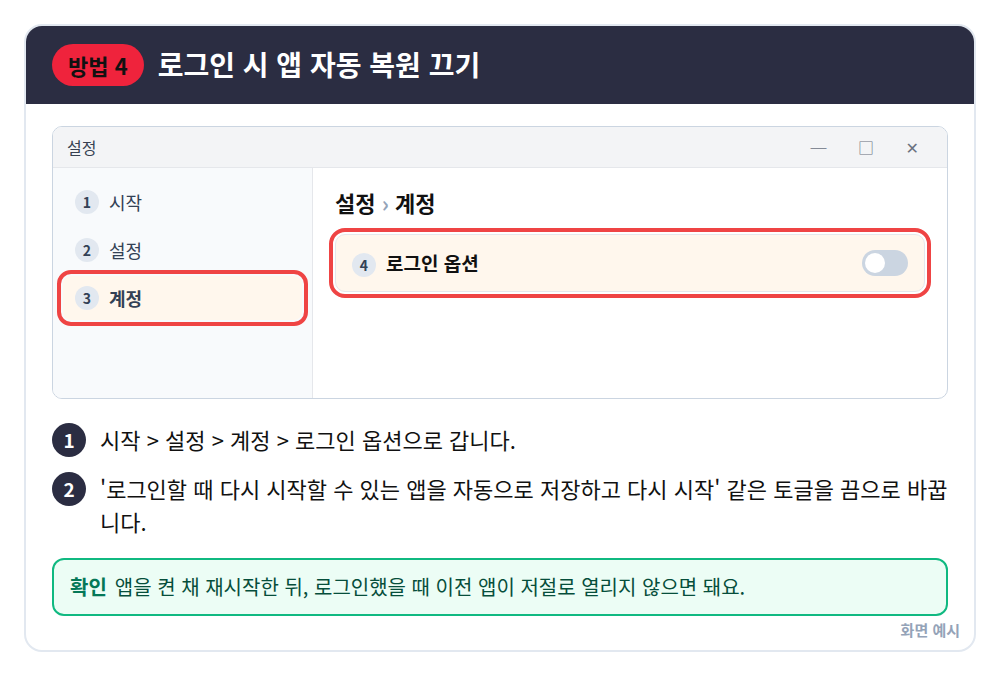 방법 4 로그인 시 앱 자동 복원 끄기
설정
1 시작
2 설정
3 계정
설정 › 계정
4 로그인 옵션
1 시작 > 설정 > 계정 > 로그인 옵션으로 갑니다.
2 '로그인할 때 다시 시작할 수 있는 앱을 자동으로 저장하고 다시 시작' 같은 토글을 끔으로 바꿉
니다.
확인 앱을 켠 채 재시작한 뒤, 로그인했을 때 이전 앱이 저절로 열리지 않으면 돼요.
화면 예시